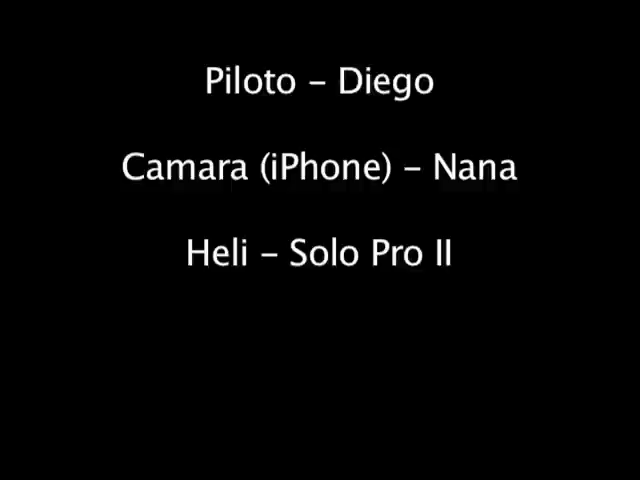 Piloto – Diego
Camara (iPhone) – Nana
Heli – Solo Pro II